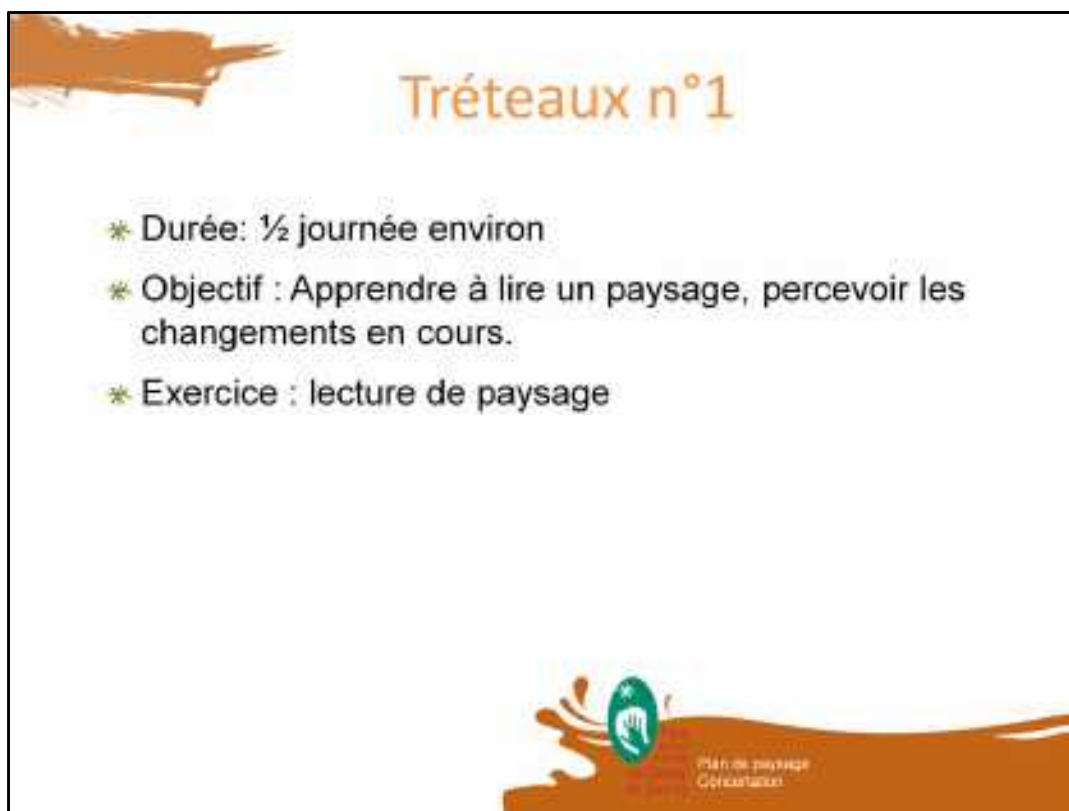 Tréteaux n°1
Durée: ½ journée environ
Objectif : Apprendre à lire un paysage, percevoir les
changements en cours.
Exercice : lecture de paysage
Plan de paysage
Concertation